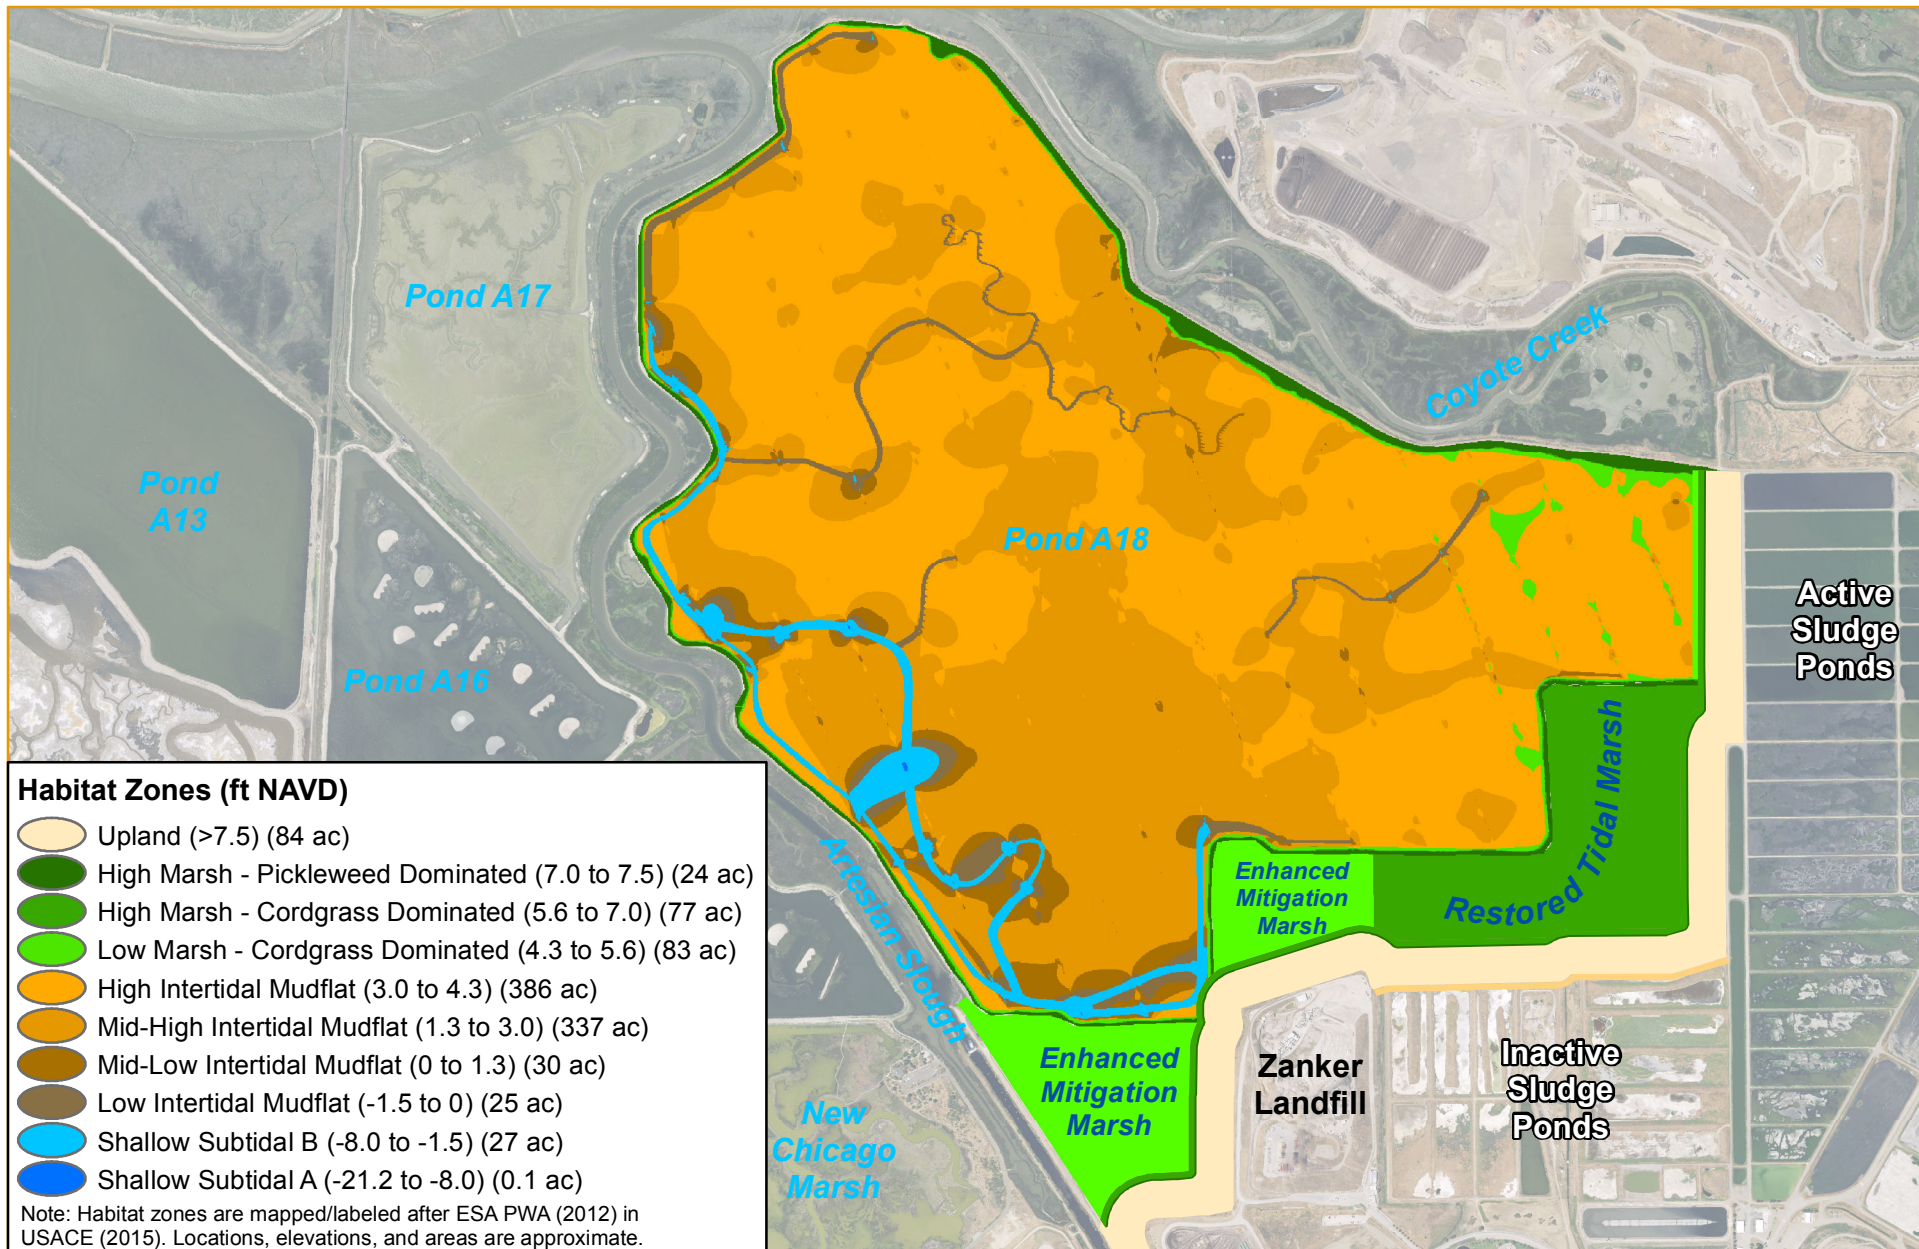 Pond A17
Coyote Creek
Pond
A13
Pond A18
Active
Sludge
Ponds
Pond A16
Restored Tidal Marsh
Artesian Slough
Enhanced
Mitigation
Marsh
Enhanced
Mitigation
Marsh
Zanker
Landfill
Inactive
Sludge
Ponds
New
Chicago
Marsh
Habitat Zones (ft NAVD)
Upland (>7.5) (84 ac)
High Marsh - Pickleweed Dominated (7.0 to 7.5) (24 ac)
High Marsh - Cordgrass Dominated (5.6 to 7.0) (77 ac)
Low Marsh - Cordgrass Dominated (4.3 to 5.6) (83 ac)
High Intertidal Mudflat (3.0 to 4.3) (386 ac)
Mid-High Intertidal Mudflat (1.3 to 3.0) (337 ac)
Mid-Low Intertidal Mudflat (0 to 1.3) (30 ac)
Low Intertidal Mudflat (-1.5 to 0) (25 ac)
Shallow Subtidal B (-8.0 to -1.5) (27 ac)
Shallow Subtidal A (-21.2 to -8.0) (0.1 ac)
Note: Habitat zones are mapped/labeled after ESA PWA (2012) in
USACE (2015). Locations, elevations, and areas are approximate.